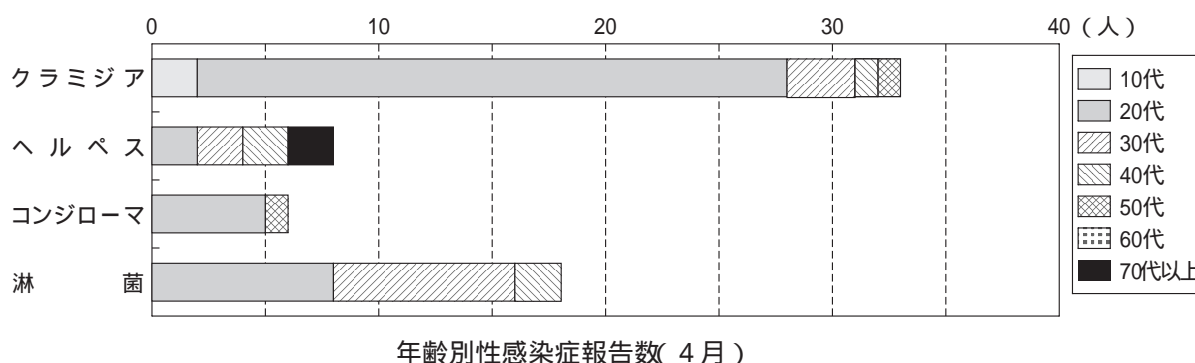 0 10 20 30 40 (人)
クラミジア
ヘルペス
コンジローマ
淋菌
10代
20代
30代
40代
50代
60代
70代以上
年齢別性感染症報告数(4月)